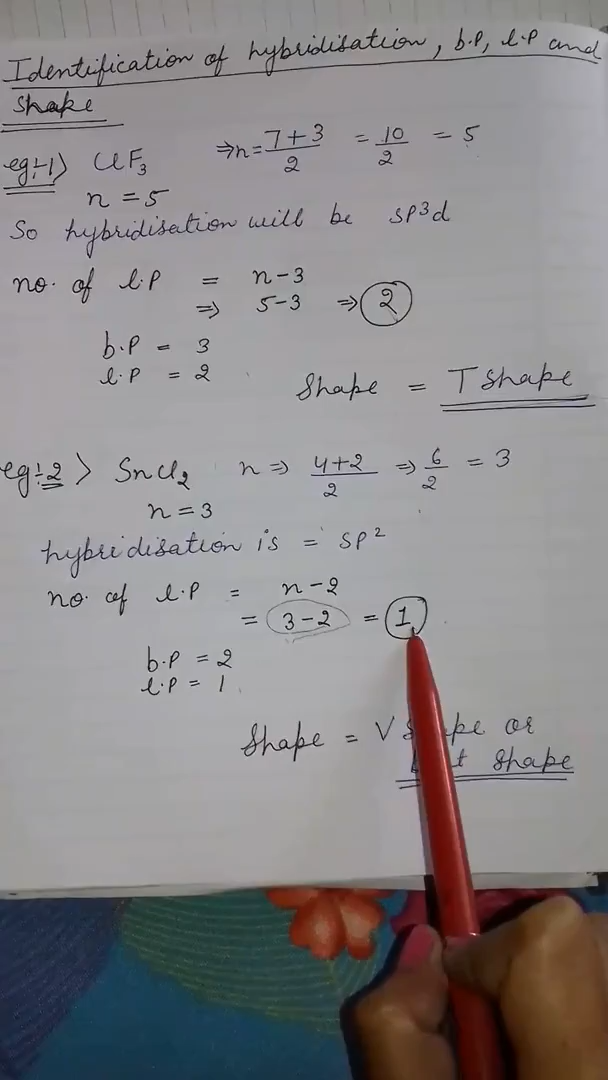 Identification of hybridisation, b.P, l.P and
Shape
eg:-1> ClF3 ⇒ n = 7+3/2 = 10/2 = 5
n = 5
So hybridisation will be sp³d
no. of l.P = n-3
⇒ 5-3 ⇒ 2
b.P = 3
l.P = 2
Shape = T Shape
eg:-2> SnCl2 n ⇒ 4+2/2 ⇒ 6/2 = 3
n = 3
hybridisation is = SP²
no. of l.P = n-2
= 3-2 = 1
b.P = 2
l.P = 1
Shape = V or
Shape